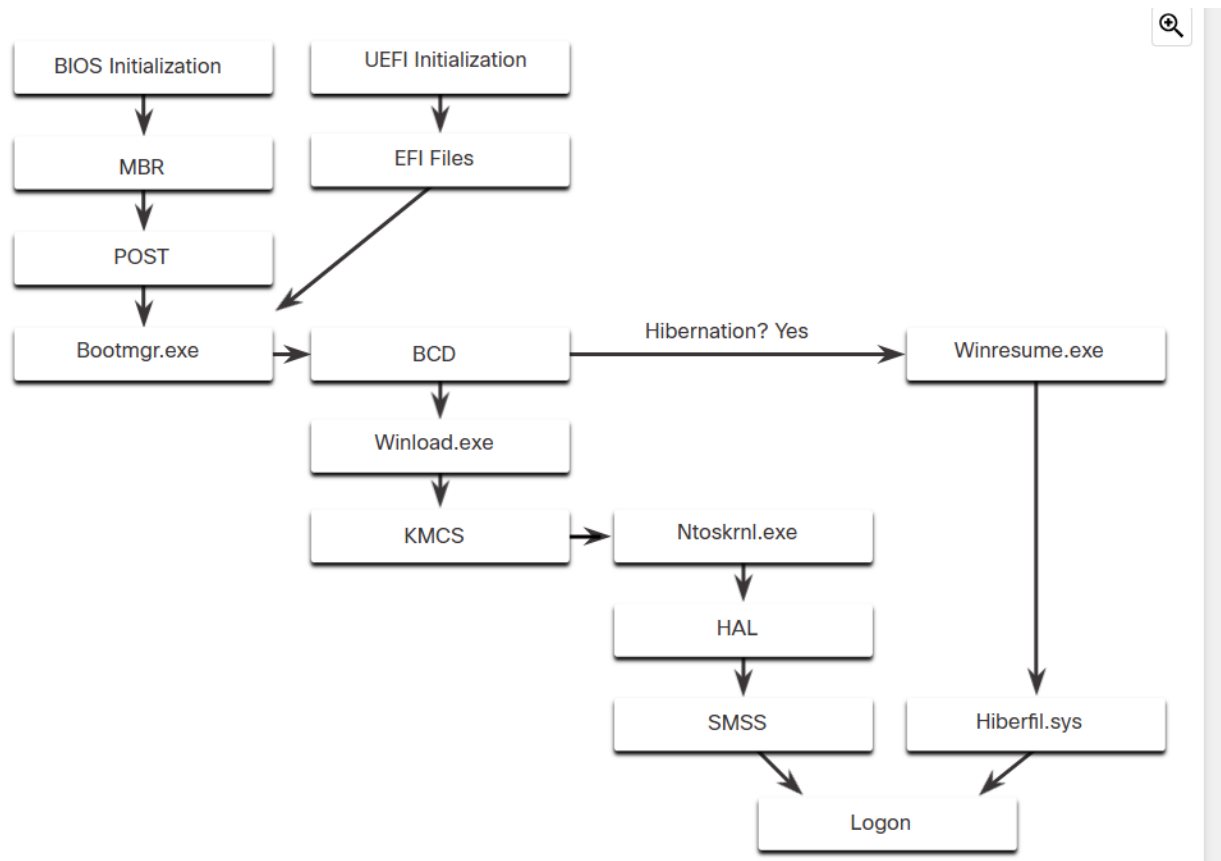 BIOS Initialization
UEFI Initialization
MBR
EFI Files
POST
Bootmgr.exe
BCD
Hibernation? Yes
Winresume.exe
Winload.exe
KMCS
Ntoskrnl.exe
HAL
SMSS
Hiberfil.sys
Logon